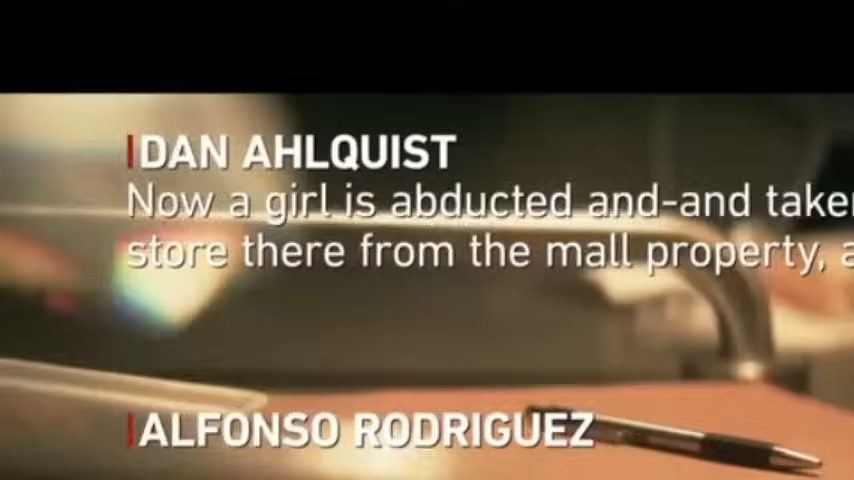 DAN AHLQUIST
Now a girl is abducted and-and taken
store there from the mall property, a
ALFONSO RODRIGUEZ